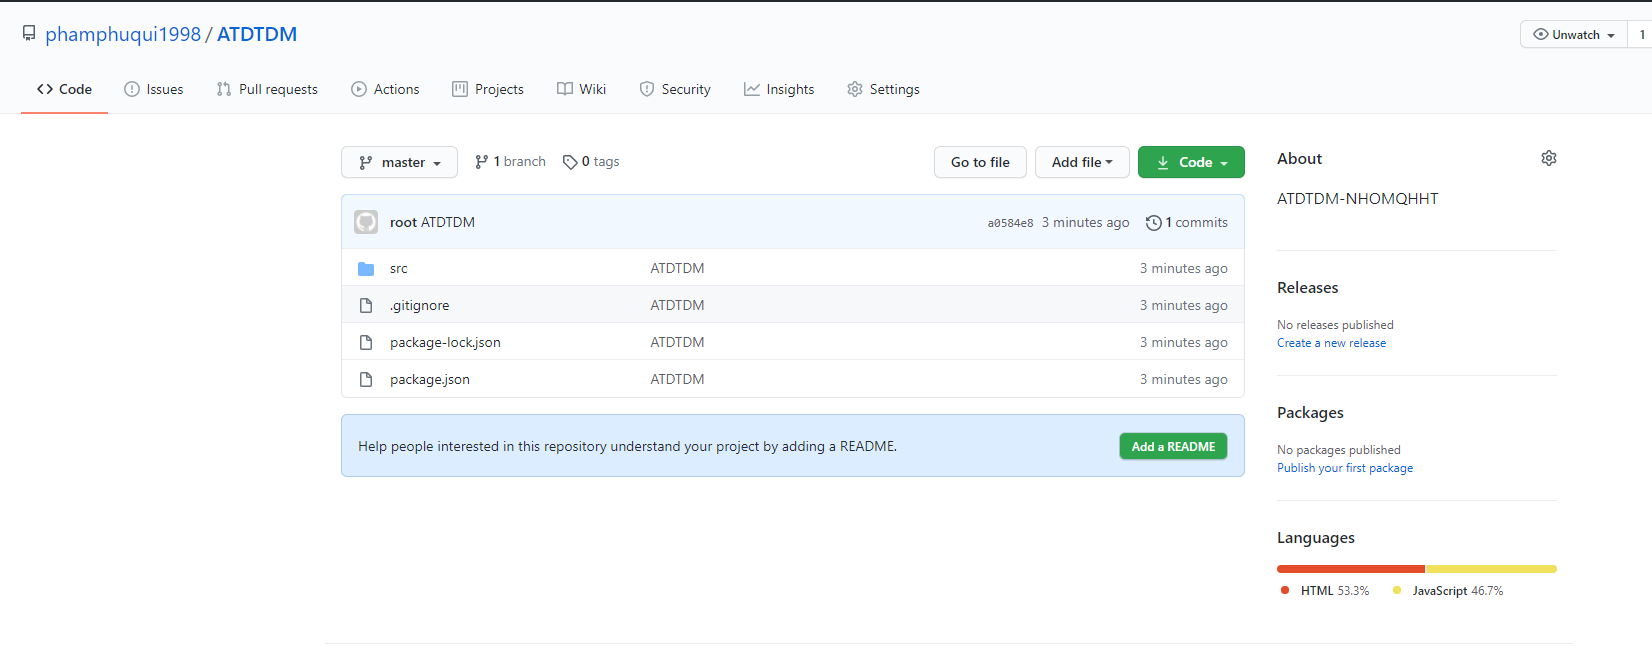 phamphuqui1998 / ATDTDM
Unwatch 1
Code Issues Pull requests Actions Projects Wiki Security Insights Settings
master 1 branch 0 tags Go to file Add file Code
root ATDTDM a0584e8 3 minutes ago 1 commits
src ATDTDM 3 minutes ago
.gitignore ATDTDM 3 minutes ago
package-lock.json ATDTDM 3 minutes ago
package.json ATDTDM 3 minutes ago
Help people interested in this repository understand your project by adding a README. Add a README
About
ATDTDM-NHOMQHHT
Releases
No releases published
Create a new release
Packages
No packages published
Publish your first package
Languages
HTML 53.3% JavaScript 46.7%